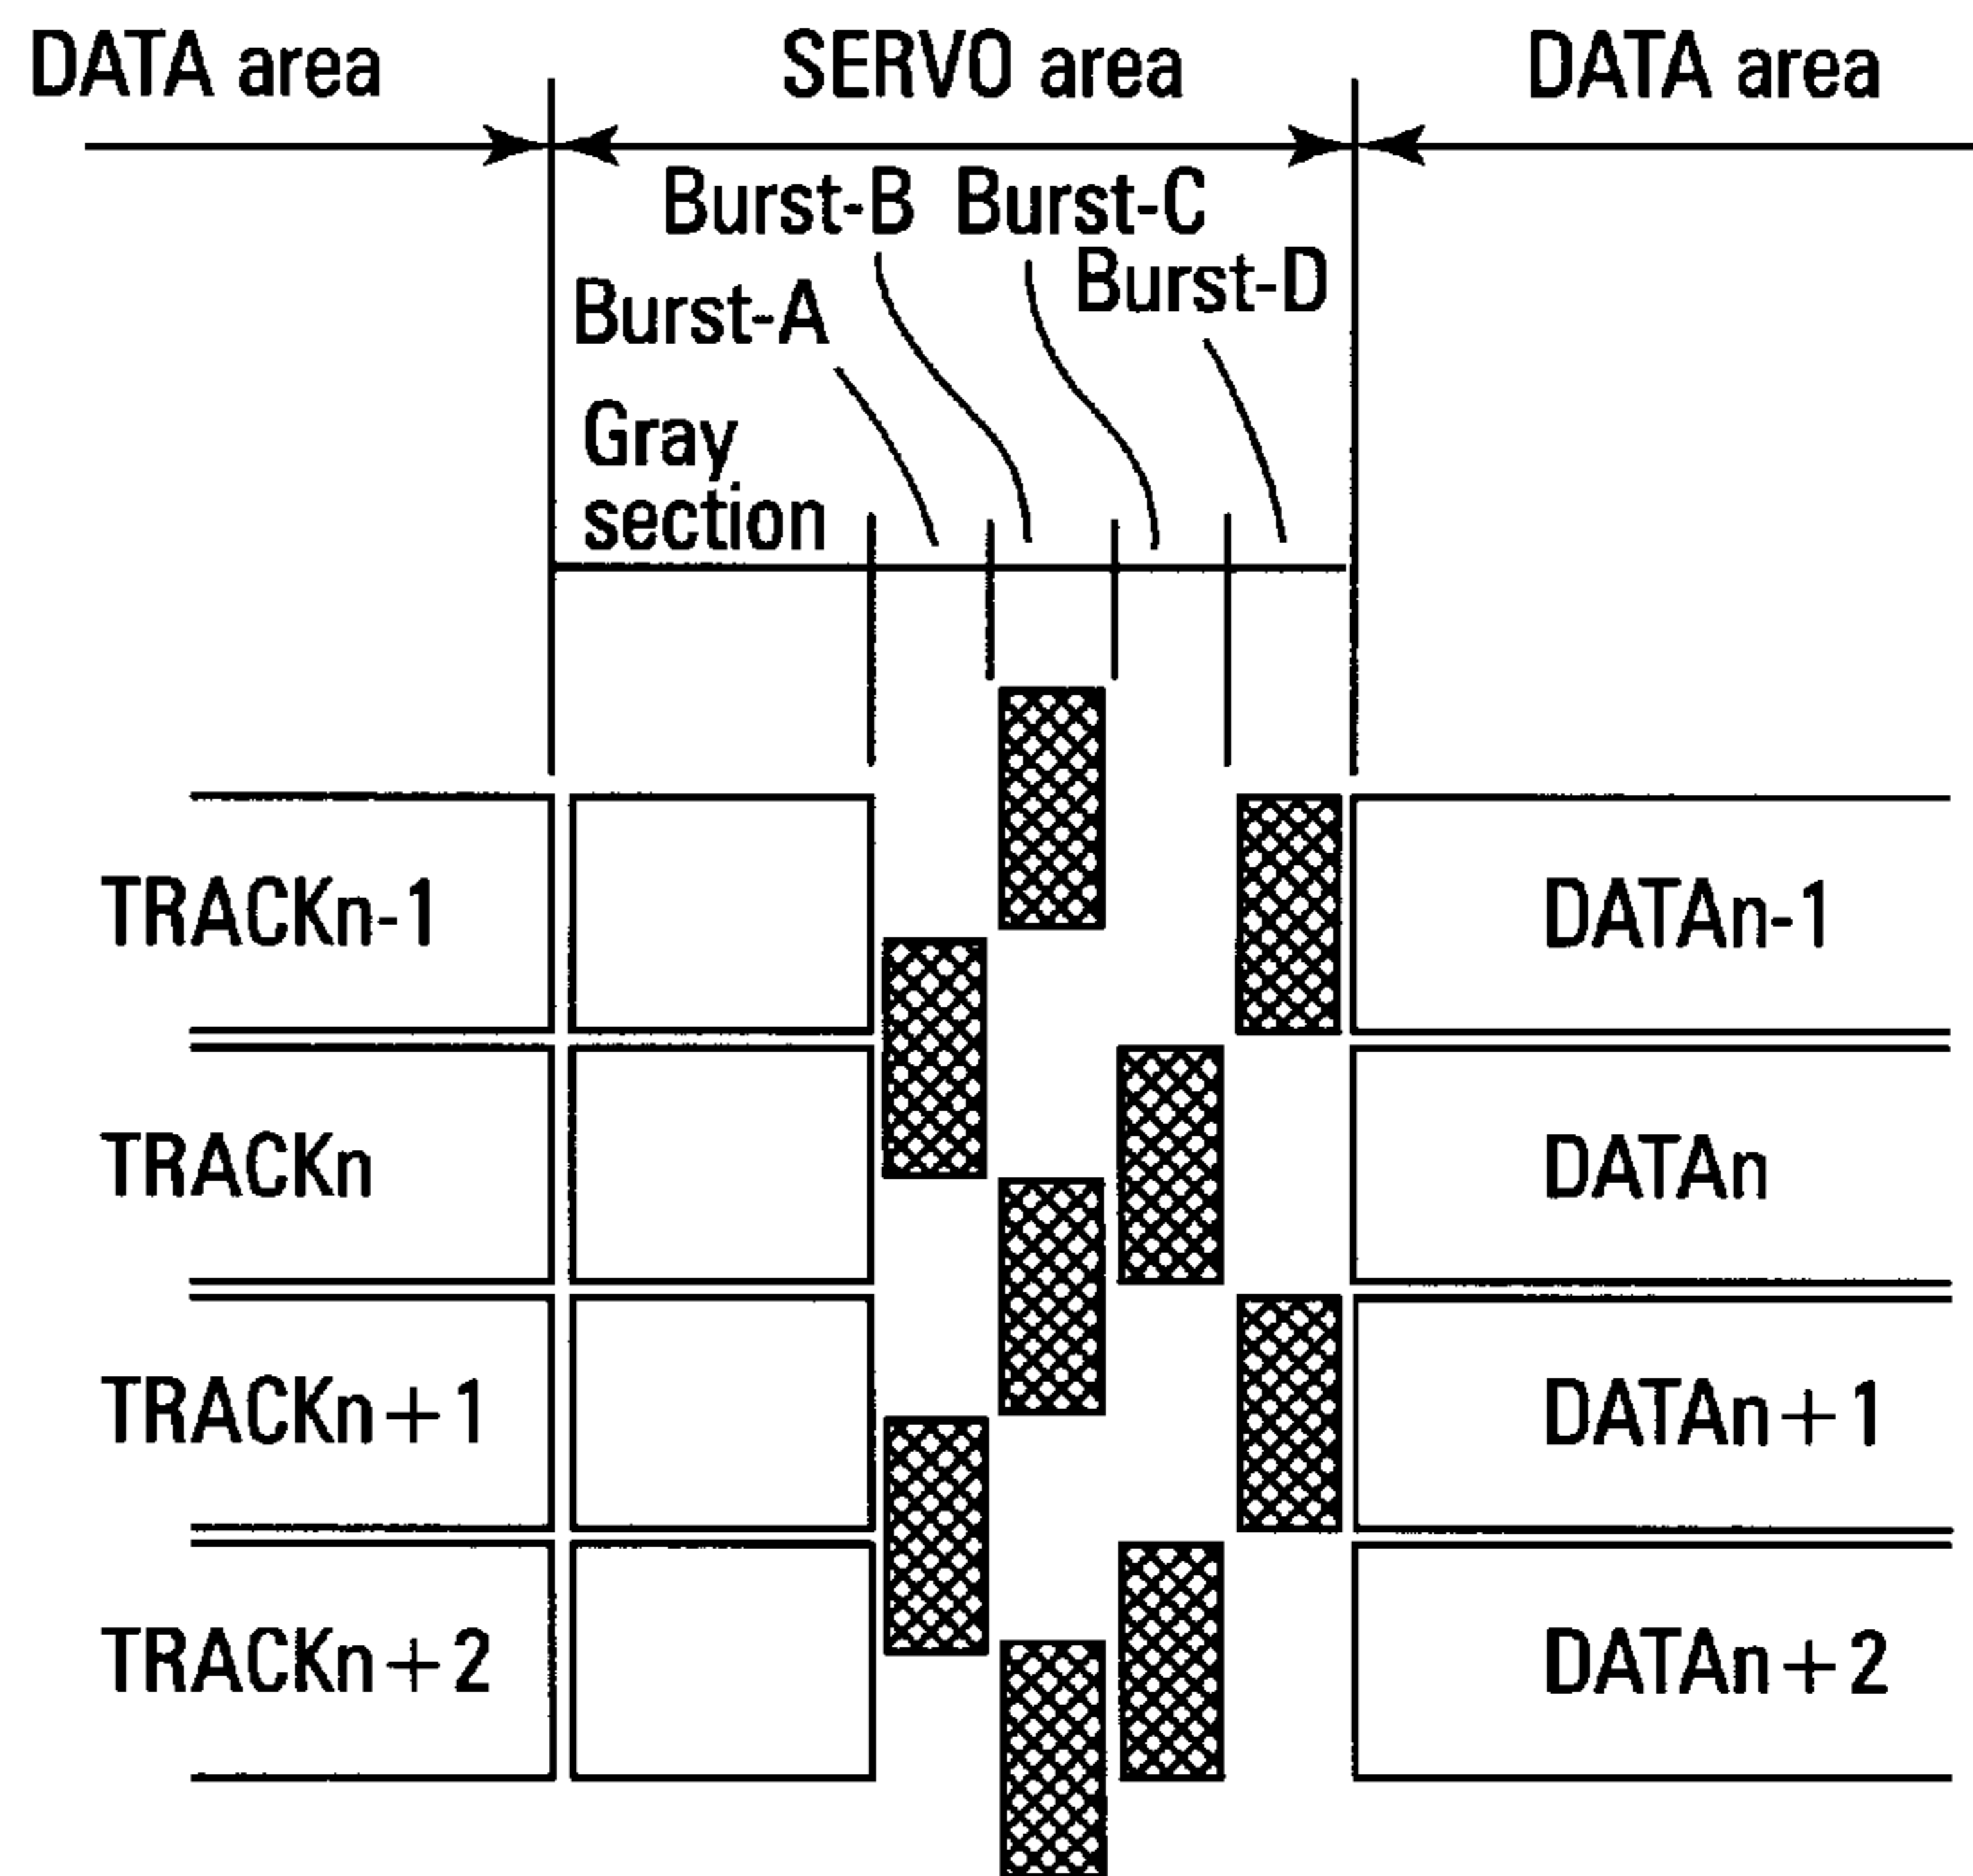 DATA area
SERVO area
DATA area
Burst-B
Burst-C
Burst-D
Burst-A
Gray
section
TRACKn-1
DATAn-1
TRACKn
DATAn
TRACKn+1
DATAn+1
TRACKn+2
DATAn+2